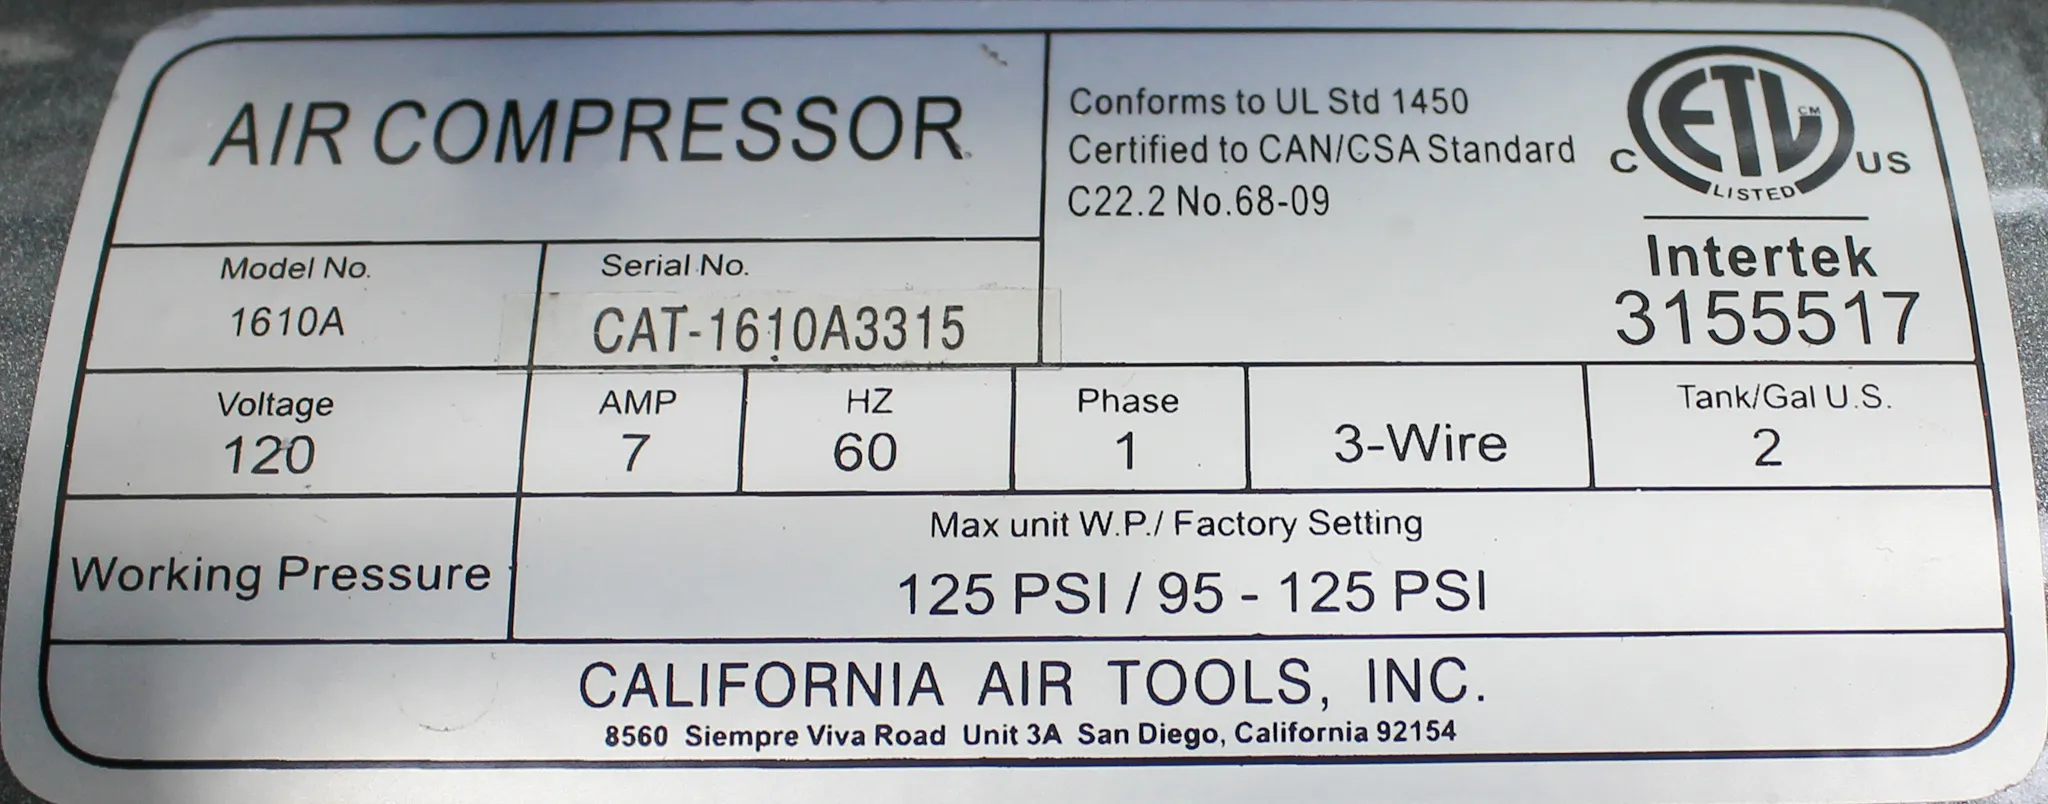 AIR COMPRESSOR
Conforms to UL Std 1450
Certified to CAN/CSA Standard
C22.2 No.68-09
C ETL CM US
LISTED
Intertek
3155517
Model No.
1610A
Serial No.
CAT-1610A3315
Voltage
120
AMP
7
HZ
60
Phase
1
3-Wire
Tank/Gal U.S.
2
Working Pressure
Max unit W.P./ Factory Setting
125 PSI / 95 - 125 PSI
CALIFORNIA AIR TOOLS, INC.
8560 Siempre Viva Road Unit 3A San Diego, California 92154